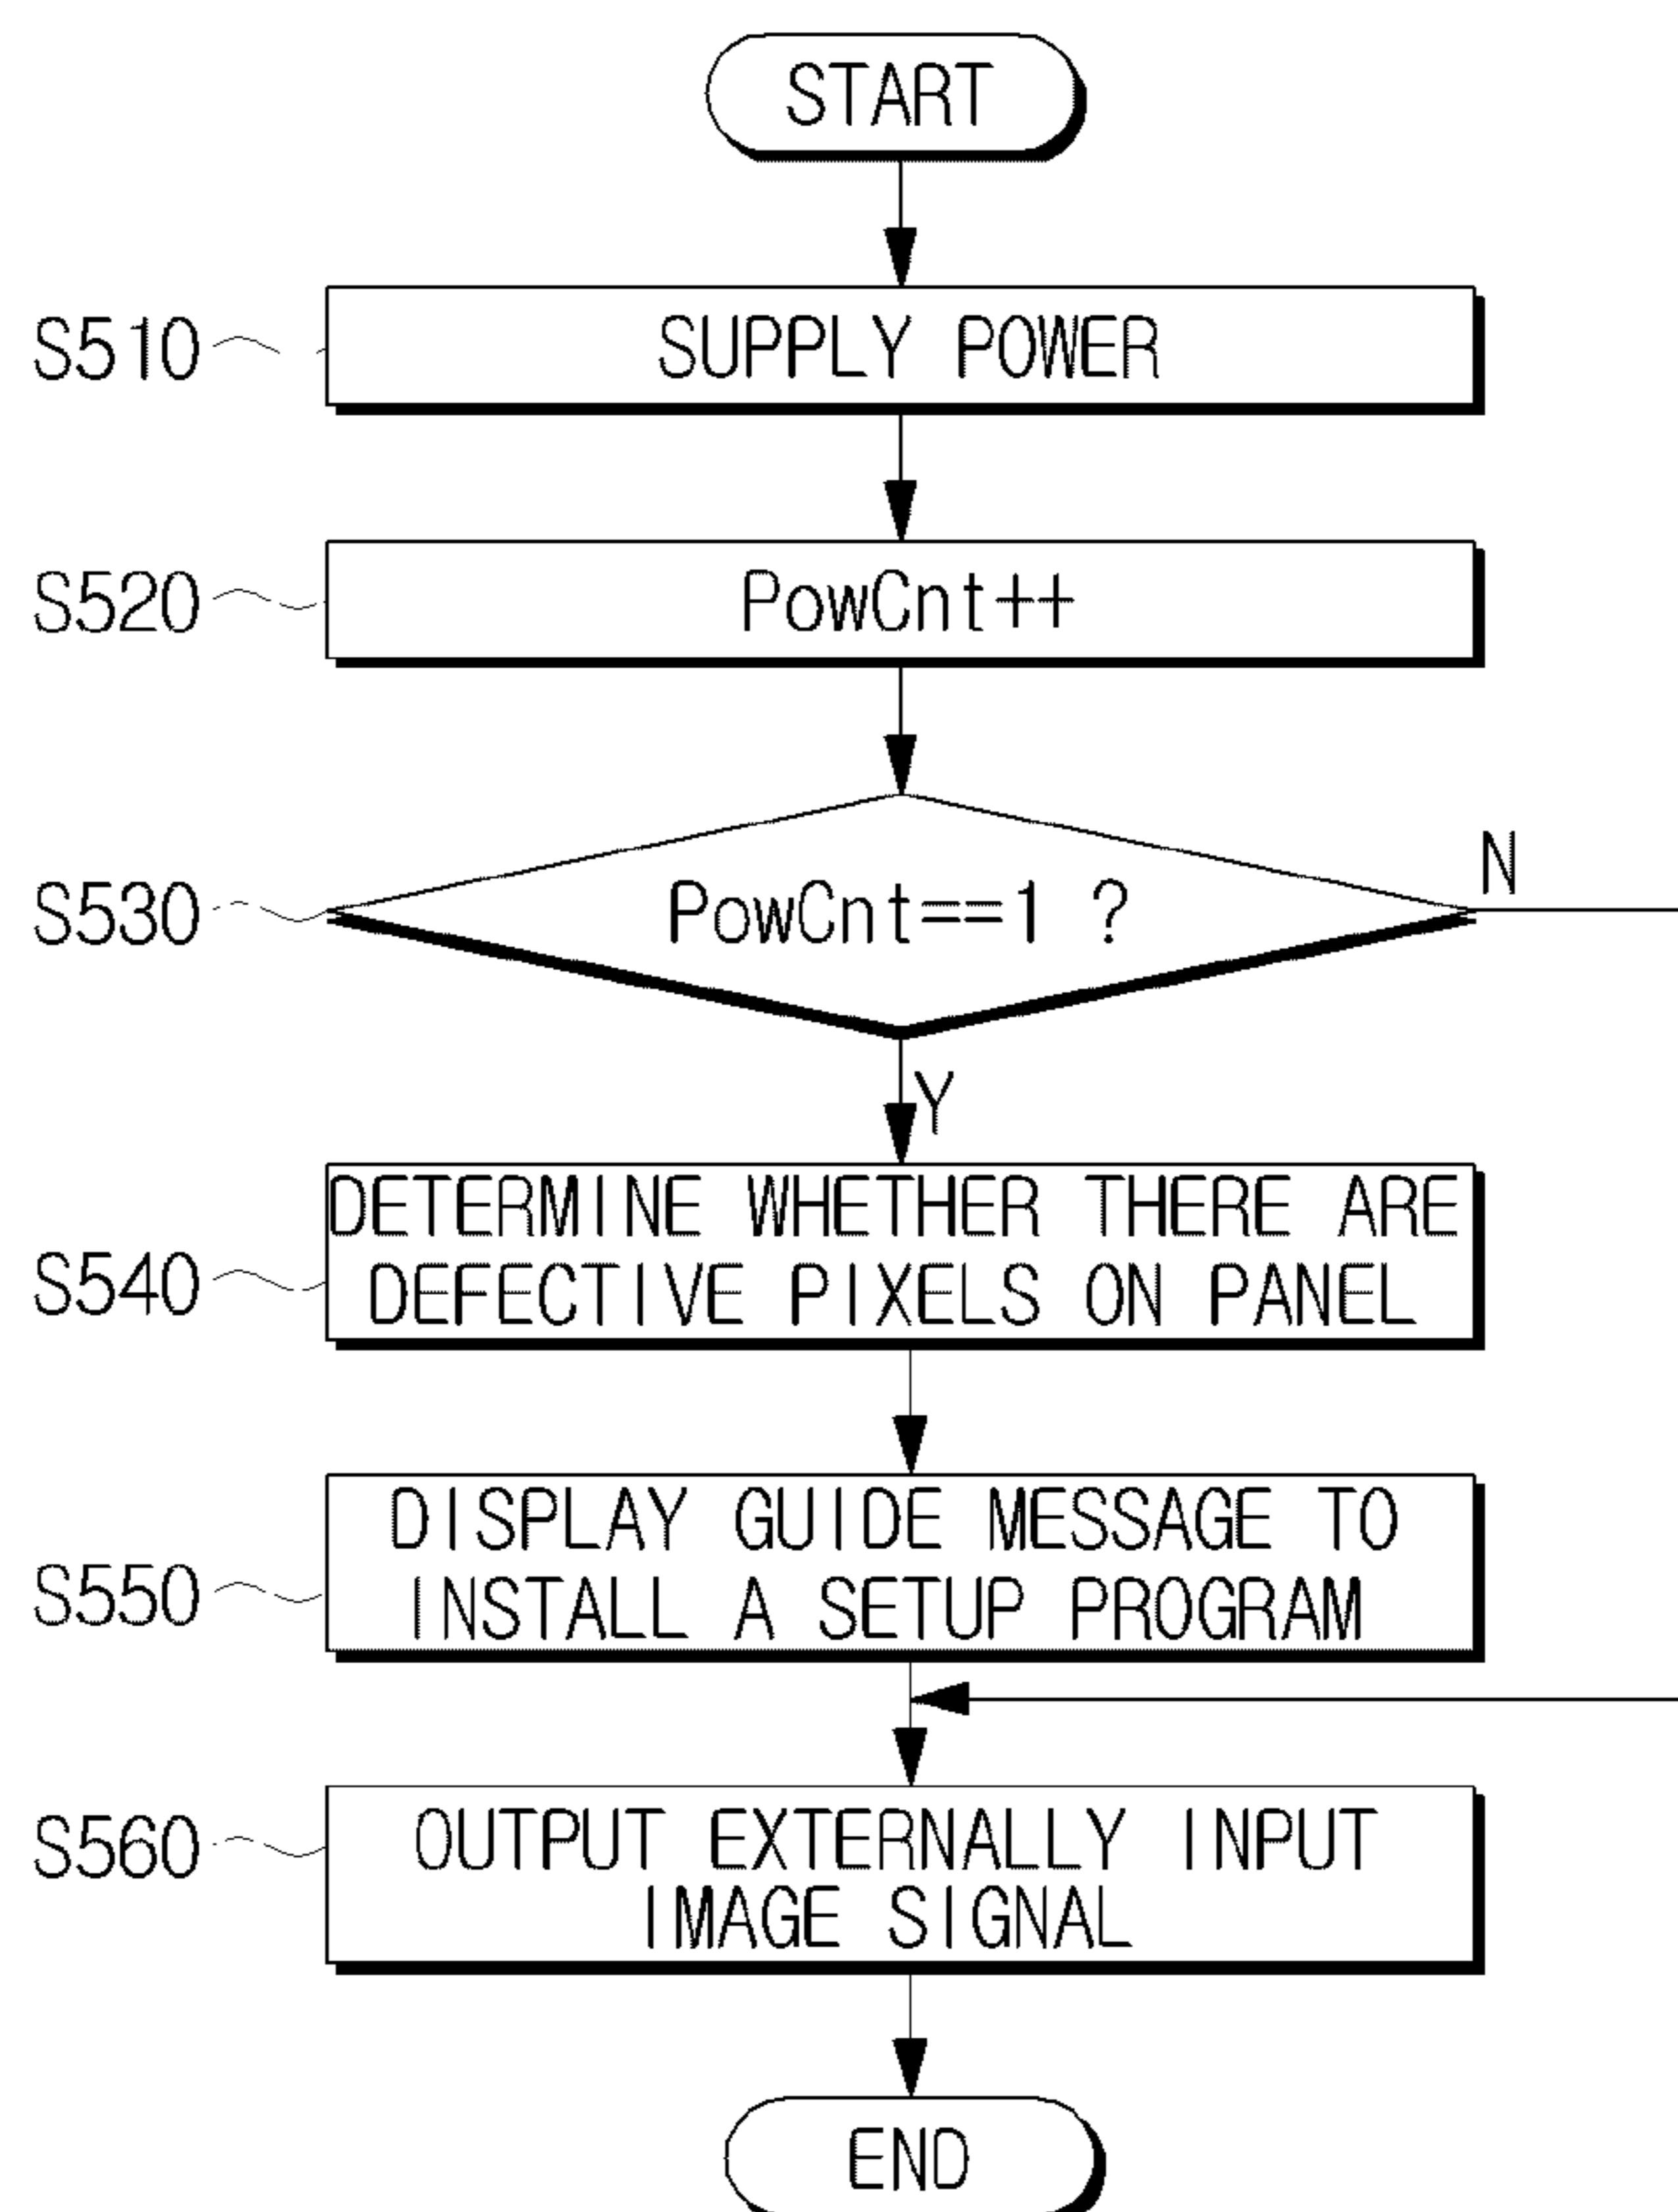 START
S510
SUPPLY POWER
S520
PowCnt++
S530
PowCnt==1 ?
N
Y
S540
DETERMINE WHETHER THERE ARE
DEFECTIVE PIXELS ON PANEL
S550
DISPLAY GUIDE MESSAGE TO
INSTALL A SETUP PROGRAM
S560
OUTPUT EXTERNALLY INPUT
IMAGE SIGNAL
END